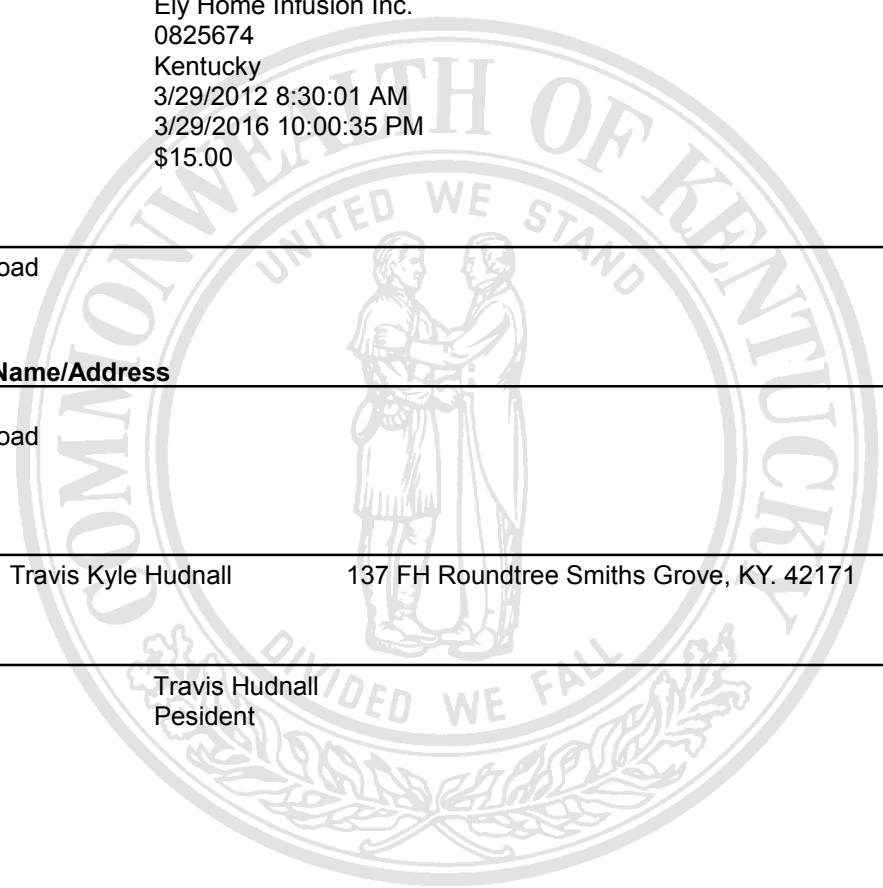 Ely Home Infusion Inc.
0825674
Kentucky
3/29/2012 8:30:01 AM
3/29/2016 10:00:35 PM
$15.00
COMMONWEALTH OF KENTUCKY
UNITED WE STAND
oad
Name/Address
oad
Travis Kyle Hudnall 137 FH Roundtree Smiths Grove, KY. 42171
DIVIDED WE FALL
Travis Hudnall
Pesident